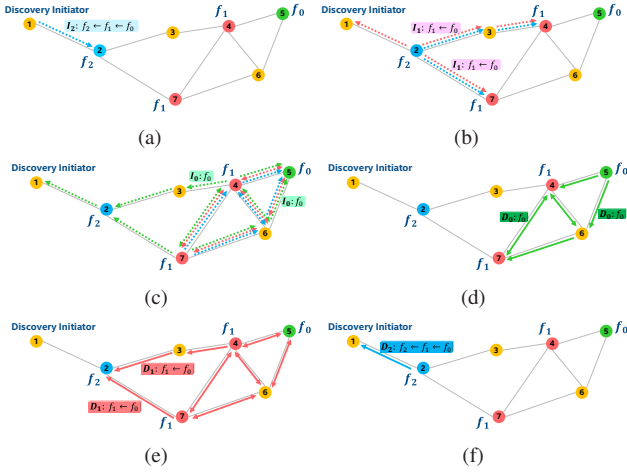 Discovery Initiator
f₁
f₀
1
I₂: f₂ ← f₁ ← f₀
2
3
4
5
6
7
f₂
f₁
(a)
Discovery Initiator
f₁
f₀
1
I₁: f₁ ← f₀
2
3
4
5
6
7
f₂
I₁: f₁ ← f₀
f₁
(b)
Discovery Initiator
f₁
f₀
1
I₀: f₀
2
3
4
5
I₀: f₀
6
7
f₂
f₁
(c)
Discovery Initiator
f₁
f₀
1
2
3
4
5
D₀: f₀
D₀: f₀
6
7
f₂
f₁
(d)
Discovery Initiator
f₁
f₀
1
2
3
4
5
D₁: f₁ ← f₀
6
7
f₂
D₁: f₁ ← f₀
f₁
(e)
Discovery Initiator
f₁
f₀
1
D₂: f₂ ← f₁ ← f₀
2
3
4
5
6
7
f₂
f₁
(f)